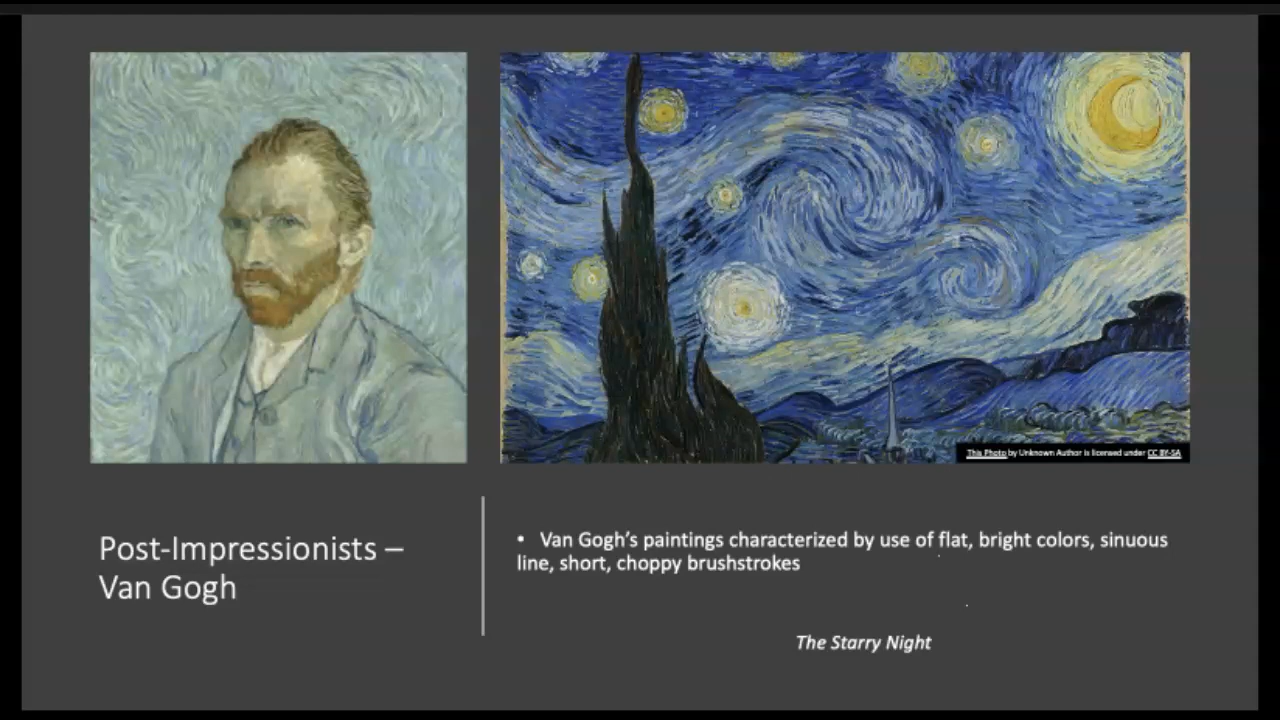 This Photo by Unknown Author is licensed under CC BY-SA
Post-Impressionists –
Van Gogh
• Van Gogh's paintings characterized by use of flat, bright colors, sinuous
line, short, choppy brushstrokes
The Starry Night